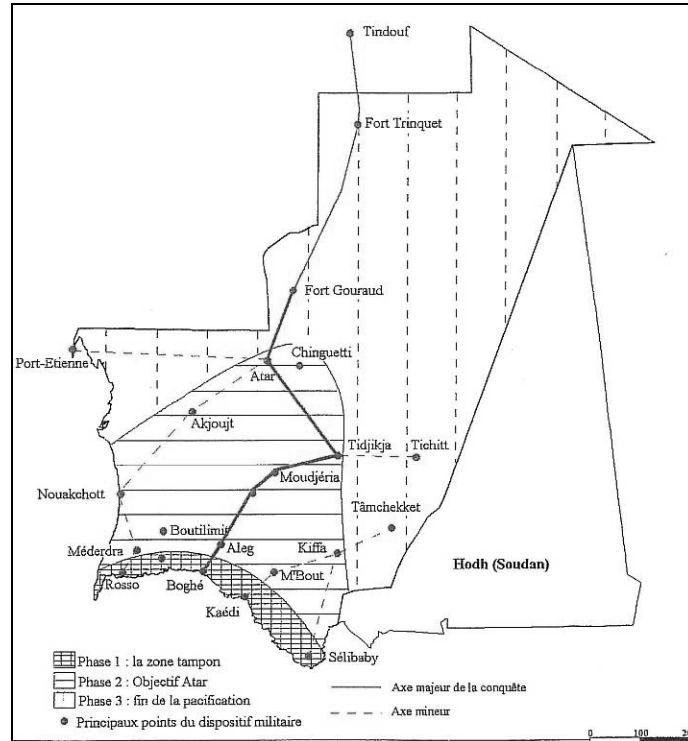 Tindouf
Fort Trinquet
Fort Gouraud
Port-Etienne
Chinguetti
Atar
Akjoujt
Tidjikja
Tichitt
Moudjéria
Nouakchott
Tâmchekket
Boutilimit
Méderdra
Aleg
Kiffa
Hodh (Soudan)
Rosso
Boghé
M'Bout
Kaédi
Sélibaby
Phase 1 : la zone tampon
Phase 2 : Objectif Atar
Phase 3 : fin de la pacification
Principaux points du dispositif militaire
Axe majeur de la conquête
Axe mineur
0 100